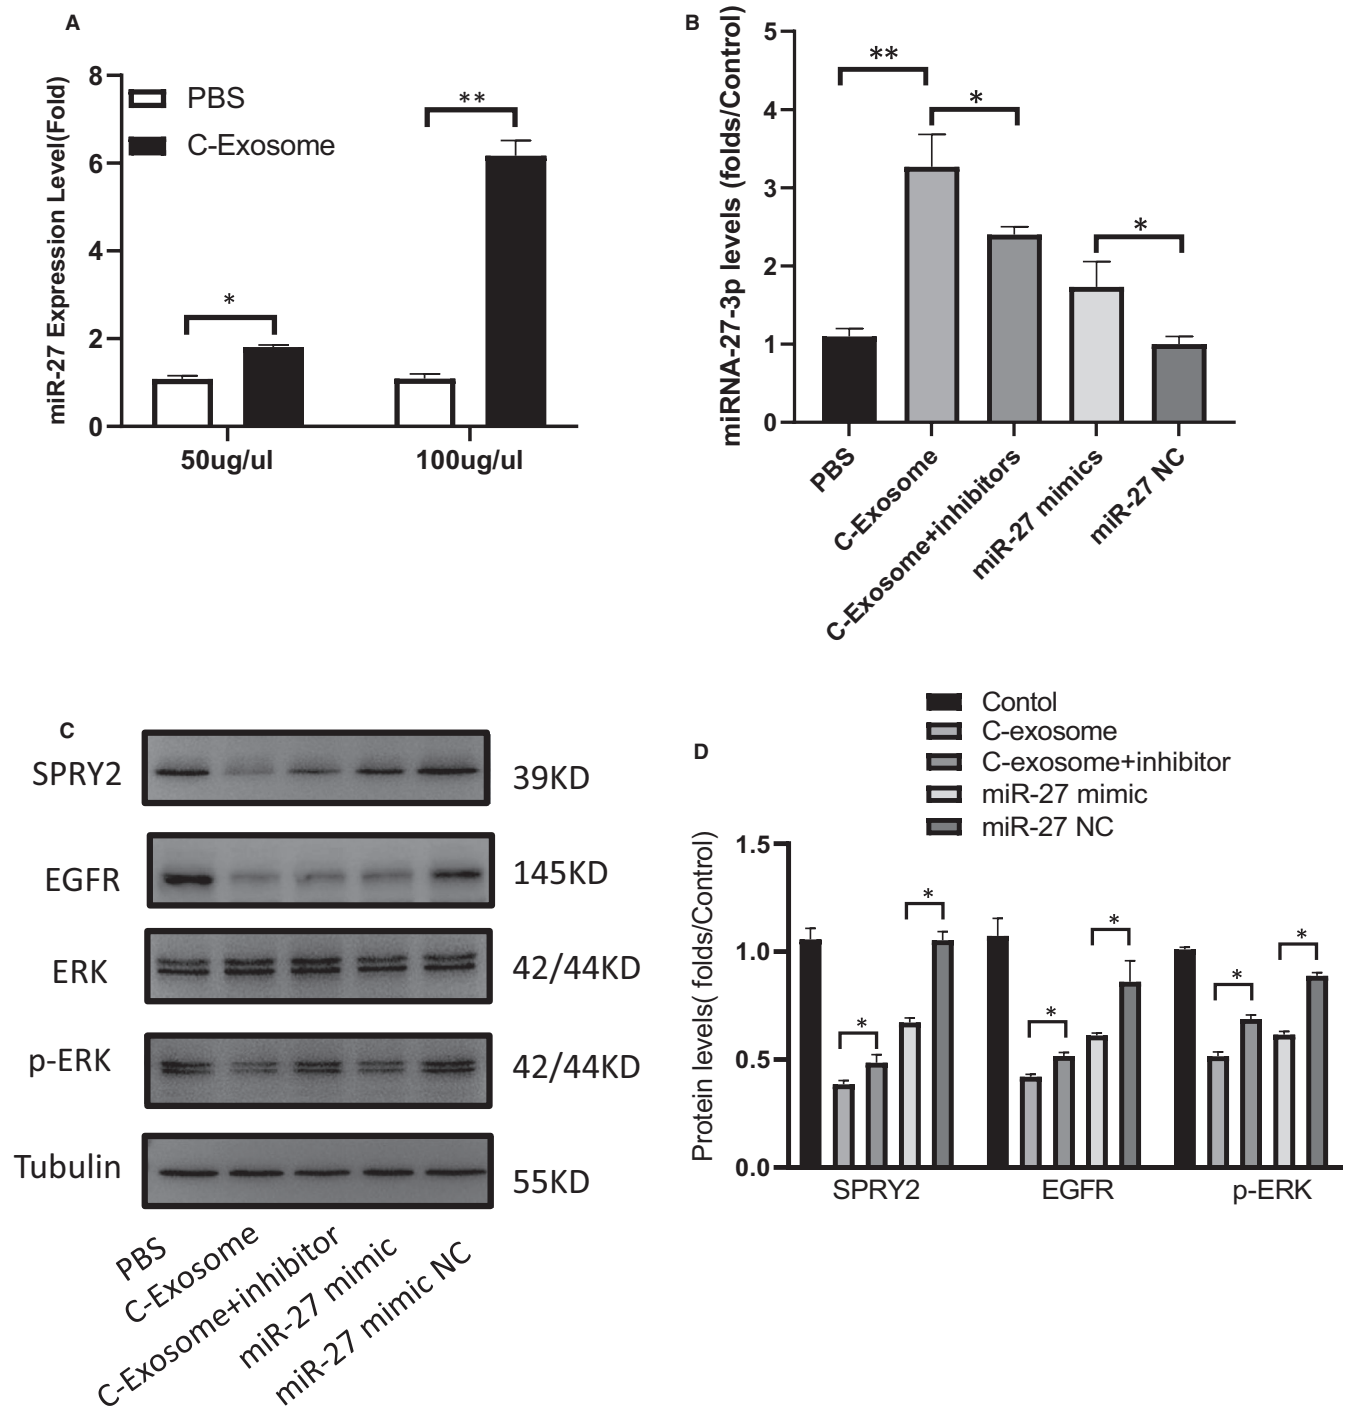 A
miR-27 Expression Level(Fold)
8
6
4
2
0
PBS
C-Exosome
*
**
50ug/ul
100ug/ul
B
miRNA-27-3p levels (folds/Control)
5
4
3
2
1
0
**
*
*
PBS
C-Exosome
C-Exosome+inhibitors
miR-27 mimics
miR-27 NC
C
SPRY2
39KD
EGFR
145KD
ERK
42/44KD
p-ERK
42/44KD
Tubulin
55KD
PBS
C-Exosome
C-Exosome+inhibitor
miR-27 mimic
miR-27 mimic NC
D
Contol
C-exosome
C-exosome+inhibitor
miR-27 mimic
miR-27 NC
Protein levels( folds/Control)
1.5
1.0
0.5
0.0
*
*
*
*
*
*
SPRY2
EGFR
p-ERK